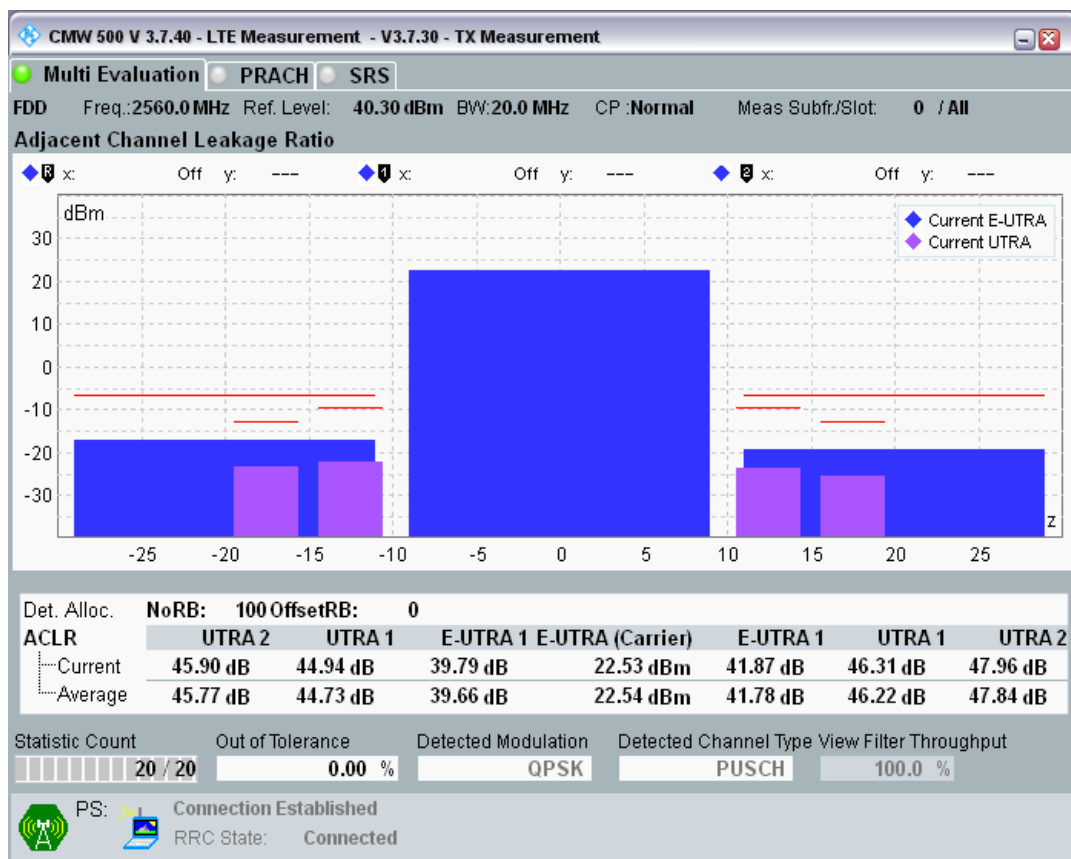 CMW 500 V 3.7.40 - LTE Measurement - V3.7.30 - TX Measurement
Multi Evaluation PRACH SRS
FDD Freq.:2560.0 MHz Ref. Level: 40.30 dBm BW:20.0 MHz CP :Normal Meas Subfr./Slot: 0 / All
Adjacent Channel Leakage Ratio
R x: Off y: --- 1 x: Off y: --- 2 x: Off y: ---
dBm
Current E-UTRA
Current UTRA
30
20
10
0
-10
-20
-30
z
-25 -20 -15 -10 -5 0 5 10 15 20 25
Det. Alloc. NoRB: 100 OffsetRB: 0
ACLR UTRA 2 UTRA 1 E-UTRA 1 E-UTRA (Carrier) E-UTRA 1 UTRA 1 UTRA 2
Current 45.90 dB 44.94 dB 39.79 dB 22.53 dBm 41.87 dB 46.31 dB 47.96 dB
Average 45.77 dB 44.73 dB 39.66 dB 22.54 dBm 41.78 dB 46.22 dB 47.84 dB
Statistic Count Out of Tolerance Detected Modulation Detected Channel Type View Filter Throughput
20 / 20 0.00 % QPSK PUSCH 100.0 %
PS: Connection Established
RRC State: Connected